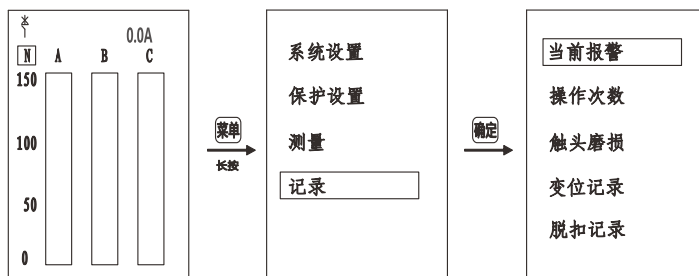 0.0A
N A B C
150
100
50
0
菜单
长按
系统设置
保护设置
测量
记录
确定
当前报警
操作次数
触头磨损
变位记录
脱扣记录